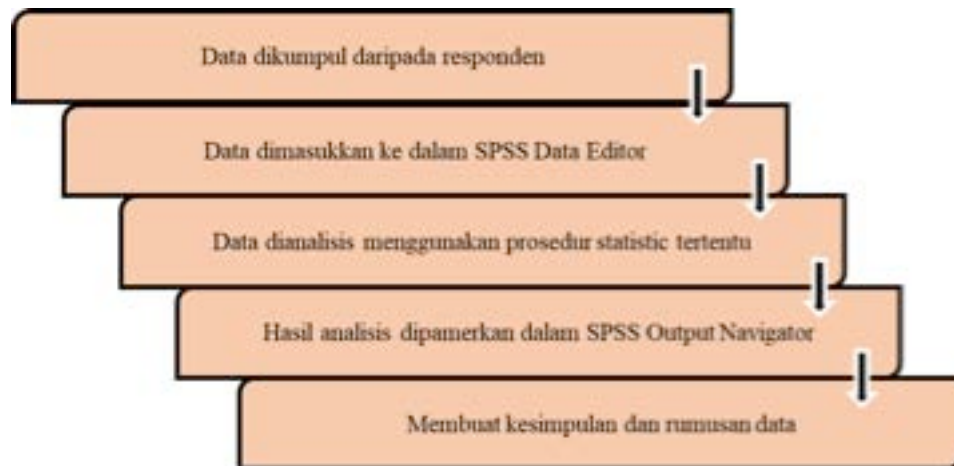 Data dikumpul daripada responden
Data dimasukkan ke dalam SPSS Data Editor
Data dianalisis menggunakan prosedur statistic tertentu
Hasil analisis dipamerkan dalam SPSS Output Navigator
Membuat kesimpulan dan rumusan data